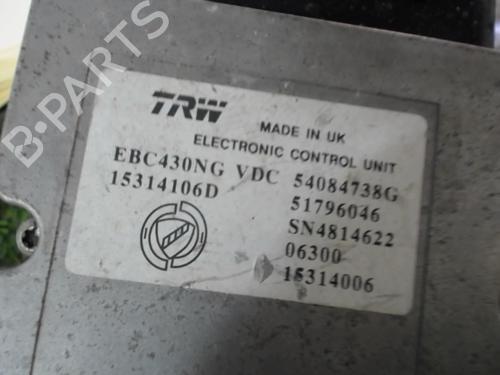 TRW
MADE IN UK
ELECTRONIC CONTROL UNIT
EBC430NG VDC 54084738G
15314106D 51796046
SN4814622
06300
15314006
B-PARTS